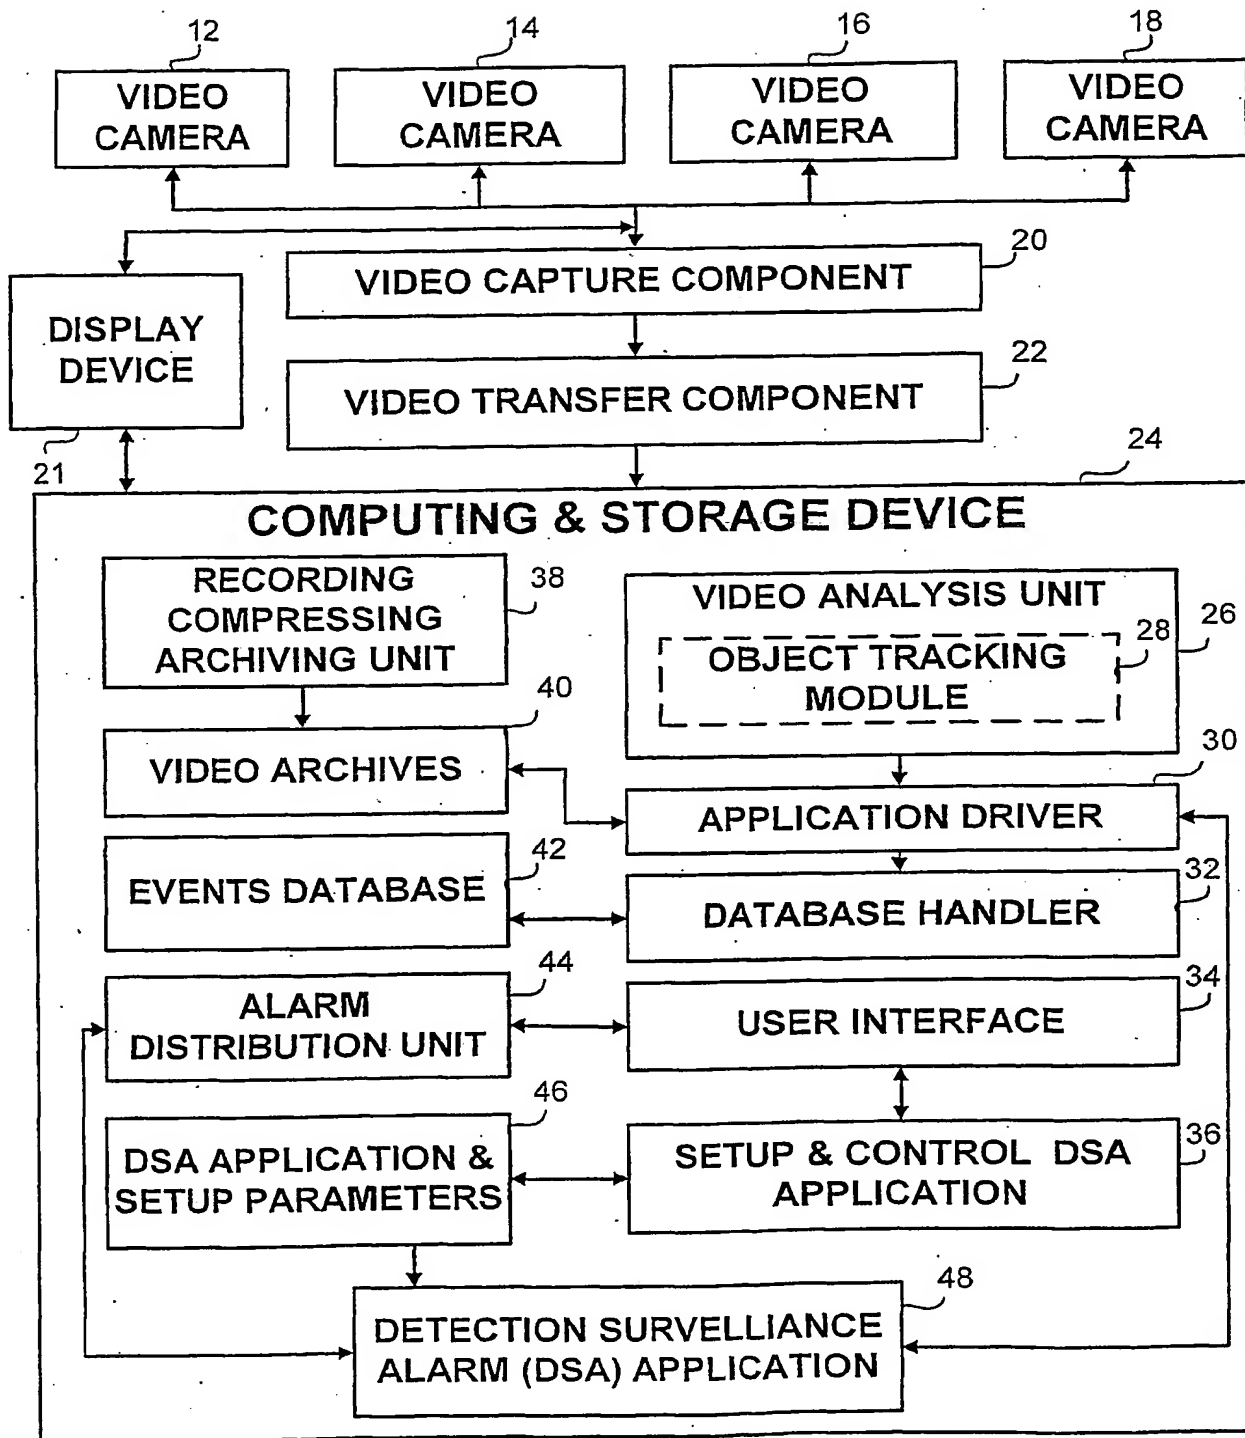 12
14
16
18
VIDEO
CAMERA
VIDEO
CAMERA
VIDEO
CAMERA
VIDEO
CAMERA
20
VIDEO CAPTURE COMPONENT
DISPLAY
DEVICE
21
22
VIDEO TRANSFER COMPONENT
24
COMPUTING & STORAGE DEVICE
RECORDING
COMPRESSING
ARCHIVING UNIT
38
VIDEO ANALYSIS UNIT
26
OBJECT TRACKING
MODULE
28
40
VIDEO ARCHIVES
30
APPLICATION DRIVER
42
EVENTS DATABASE
32
DATABASE HANDLER
44
ALARM
DISTRIBUTION UNIT
34
USER INTERFACE
46
DSA APPLICATION &
SETUP PARAMETERS
36
SETUP & CONTROL DSA
APPLICATION
48
DETECTION SURVELLIANCE
ALARM (DSA) APPLICATION